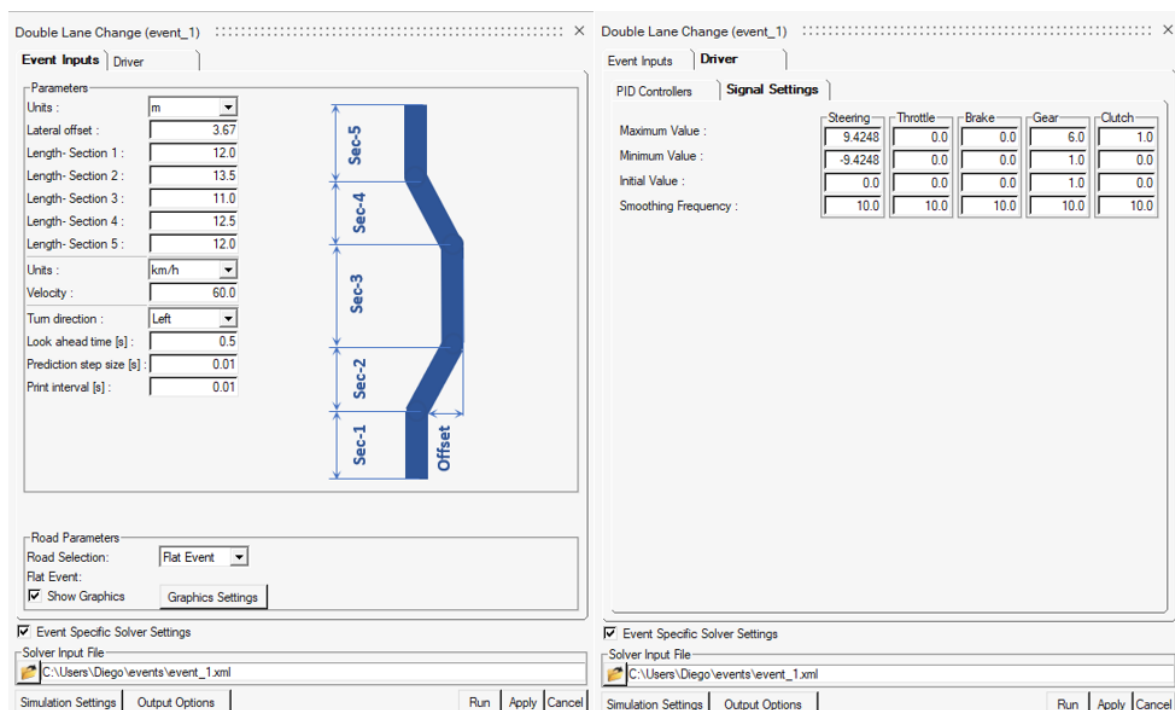 Double Lane Change (event_1)
Event Inputs Driver
Parameters
Units : m
Lateral offset : 3.67
Length- Section 1 : 12.0
Length- Section 2 : 13.5
Length- Section 3 : 11.0
Length- Section 4 : 12.5
Length- Section 5 : 12.0
Units : km/h
Velocity : 60.0
Turn direction : Left
Look ahead time [s] : 0.5
Prediction step size [s] : 0.01
Print interval [s] : 0.01
Sec-5
Sec-4
Sec-3
Sec-2
Sec-1
Offset
Road Parameters
Road Selection: Flat Event
Flat Event:
Show Graphics Graphics Settings
Event Specific Solver Settings
Solver Input File
C:\Users\Diego\events\event_1.xml
Simulation Settings Output Options Run Apply Cancel
Double Lane Change (event_1)
Event Inputs Driver
PID Controllers Signal Settings
Steering Throttle Brake Gear Clutch
Maximum Value : 9.4248 0.0 0.0 6.0 1.0
Minimum Value : -9.4248 0.0 0.0 1.0 0.0
Initial Value : 0.0 0.0 0.0 1.0 0.0
Smoothing Frequency : 10.0 10.0 10.0 10.0 10.0
Event Specific Solver Settings
Solver Input File
C:\Users\Diego\events\event_1.xml
Simulation Settings Output Options Run Apply Cancel